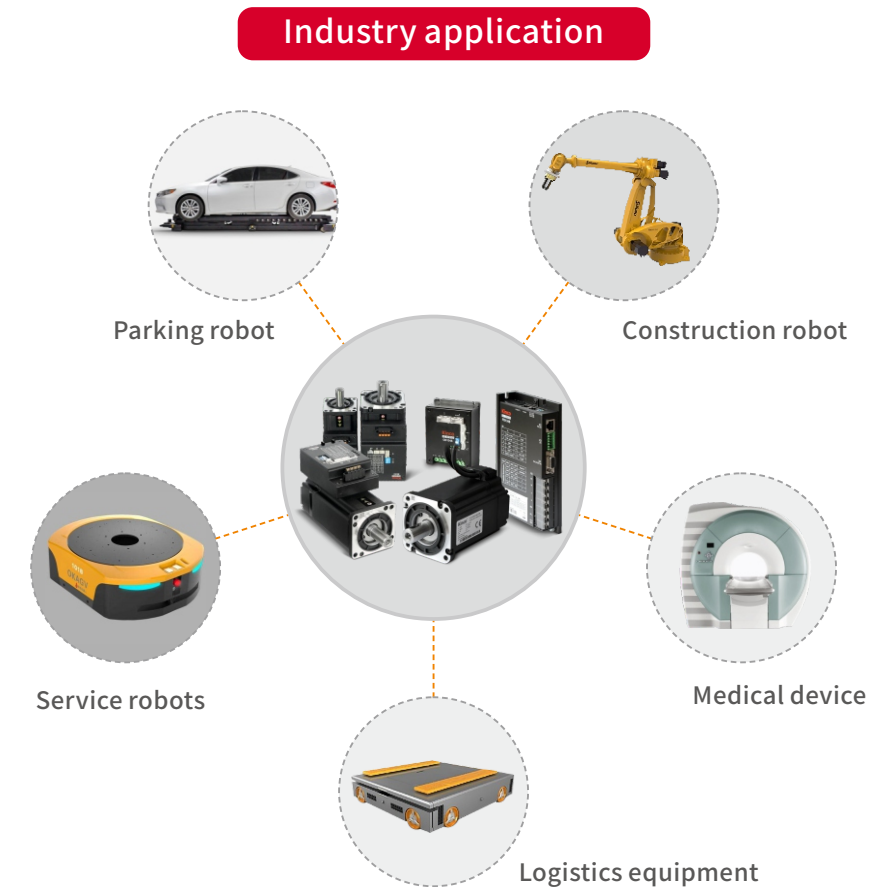 Industry application
Parking robot
Construction robot
Service robots
Medical device
Logistics equipment